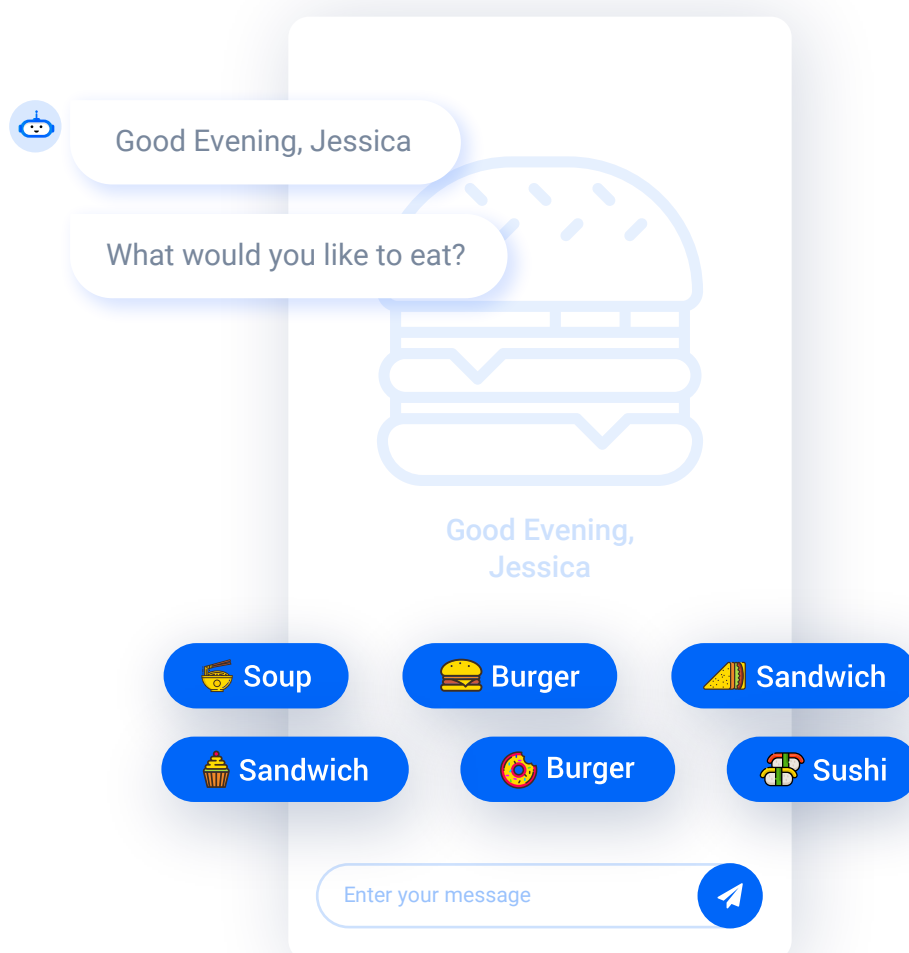 Good Evening, Jessica
What would you like to eat?
Good Evening,
Jessica
Soup
Burger
Sandwich
Sandwich
Burger
Sushi
Enter your message